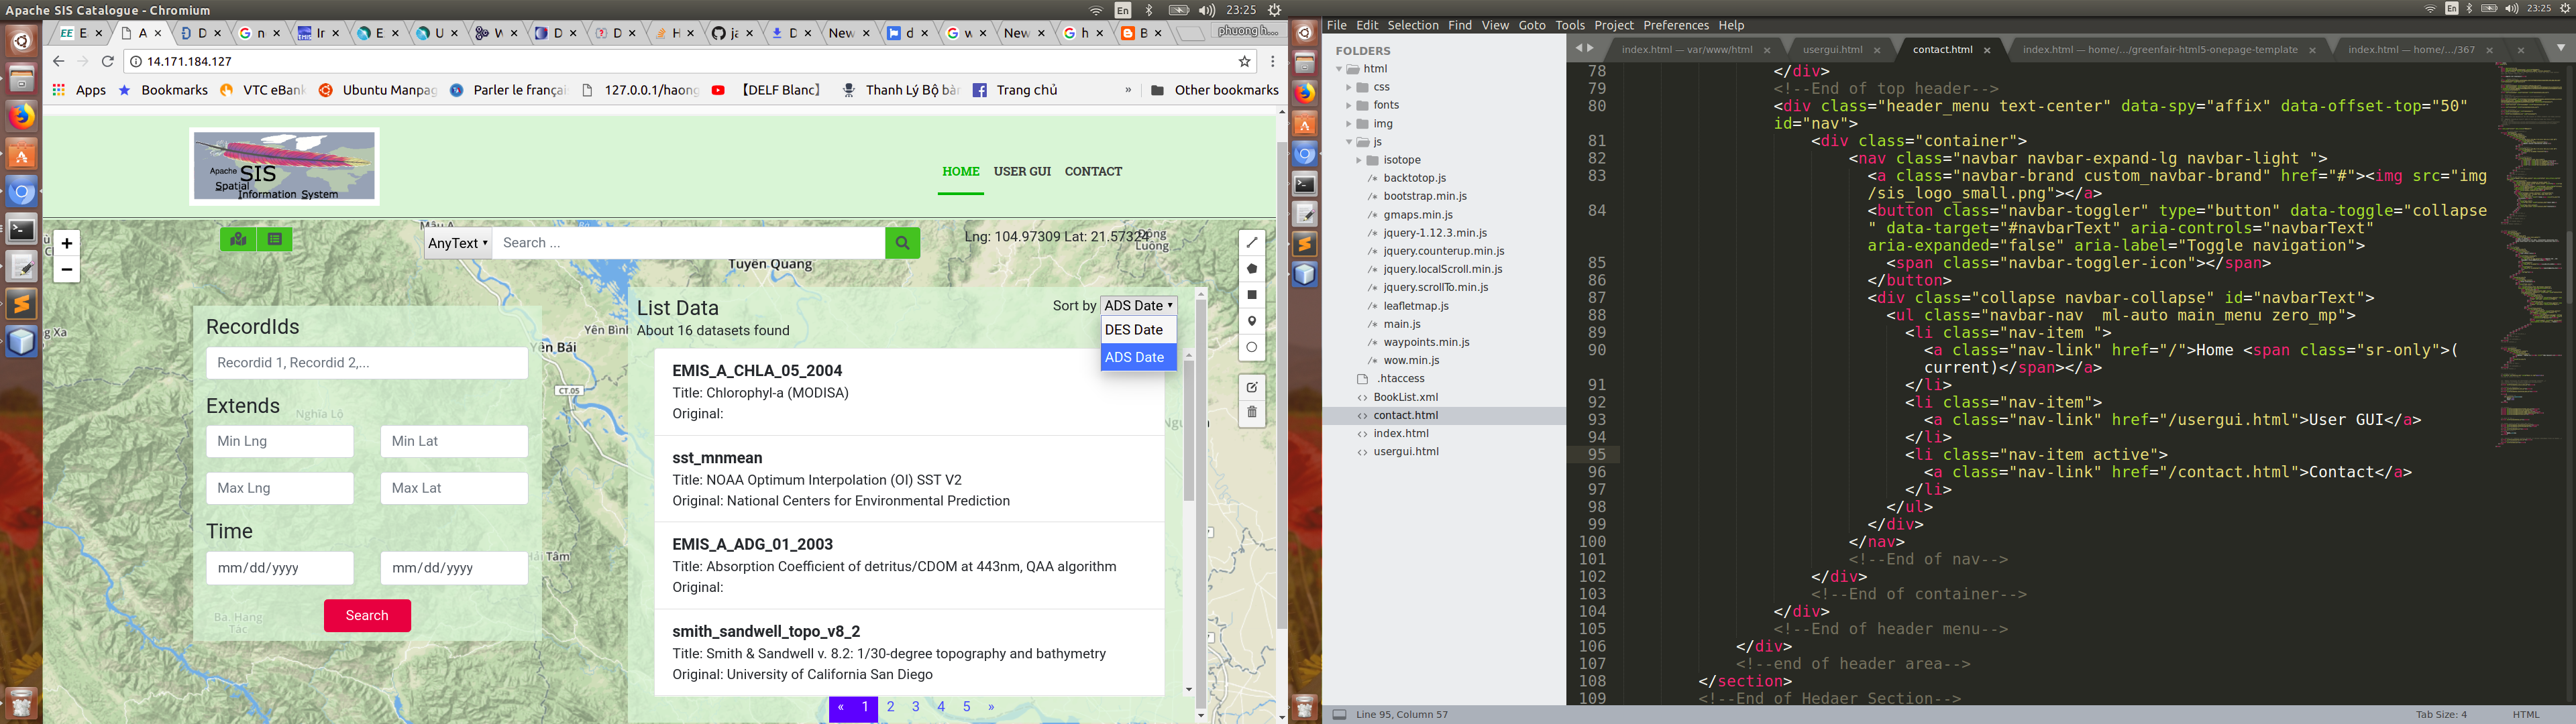 Apache SIS Catalogue - Chromium
En
23:25
E
A
D
n
Ir
E
U
W
D
D
H
ja
D
New
d
w
New
h
B
phuong h...
14.171.184.127
Apps
Bookmarks
VTC eBank
Ubuntu Manpag
Parler le françai
127.0.0.1/haong
【DELF Blanc】
Thanh Lý Bộ bàn
Trang chủ
»
Other bookmarks
Apache SIS
Spatial
Information System
HOME
USER GUI
CONTACT
+
−
AnyText
Search ...
Lng: 104.97309 Lat: 21.57324
Tuyên Quang
Yên Bình
Yên Bái
CT.05
Nghĩa Lộ
RecordIds
Recordid 1, Recordid 2,...
Extends
Min Lng
Min Lat
Max Lng
Max Lat
Time
mm/dd/yyyy
mm/dd/yyyy
Search
List Data
About 16 datasets found
Sort by
ADS Date
DES Date
ADS Date
EMIS_A_CHLA_05_2004
Title: Chlorophyl-a (MODISA)
Original:
sst_mnmean
Title: NOAA Optimum Interpolation (OI) SST V2
Original: National Centers for Environmental Prediction
EMIS_A_ADG_01_2003
Title: Absorption Coefficient of detritus/CDOM at 443nm, QAA algorithm
Original:
smith_sandwell_topo_v8_2
Title: Smith & Sandwell v. 8.2: 1/30-degree topography and bathymetry
Original: University of California San Diego
« 1 2 3 4 5 »
File Edit Selection Find View Goto Tools Project Preferences Help
En
23:25
FOLDERS
html
css
fonts
img
js
isotope
backtotop.js
bootstrap.min.js
gmaps.min.js
jquery-1.12.3.min.js
jquery.counterup.min.js
jquery.localScroll.min.js
jquery.scrollTo.min.js
leafletmap.js
main.js
waypoints.min.js
wow.min.js
.htaccess
BookList.xml
contact.html
index.html
usergui.html
index.html — var/www/html
usergui.html
contact.html
index.html — home/.../greenfair-html5-onepage-template
index.html — home/.../367
78 </div>
79 <!--End of top header-->
80 <div class="header_menu text-center" data-spy="affix" data-offset-top="50"
id="nav">
81 <div class="container">
82 <nav class="navbar navbar-expand-lg navbar-light ">
83 <a class="navbar-brand custom_navbar-brand" href="#"><img src="img
/sis_logo_small.png"></a>
84 <button class="navbar-toggler" type="button" data-toggle="collapse
" data-target="#navbarText" aria-controls="navbarText"
aria-expanded="false" aria-label="Toggle navigation">
85 <span class="navbar-toggler-icon"></span>
86 </button>
87 <div class="collapse navbar-collapse" id="navbarText">
88 <ul class="navbar-nav  ml-auto main_menu zero_mp">
89 <li class="nav-item ">
90 <a class="nav-link" href="/">Home <span class="sr-only">(
current)</span></a>
91 </li>
92 <li class="nav-item">
93 <a class="nav-link" href="/usergui.html">User GUI</a>
94 </li>
95 <li class="nav-item active">
96 <a class="nav-link" href="/contact.html">Contact</a>
97 </li>
98 </ul>
99 </div>
100 </nav>
101 <!--End of nav-->
102 </div>
103 <!--End of container-->
104 </div>
105 <!--End of header menu-->
106 </div>
107 <!--end of header area-->
108 </section>
109 <!--End of Hedaer Section-->
Line 95, Column 57
Tab Size: 4
HTML